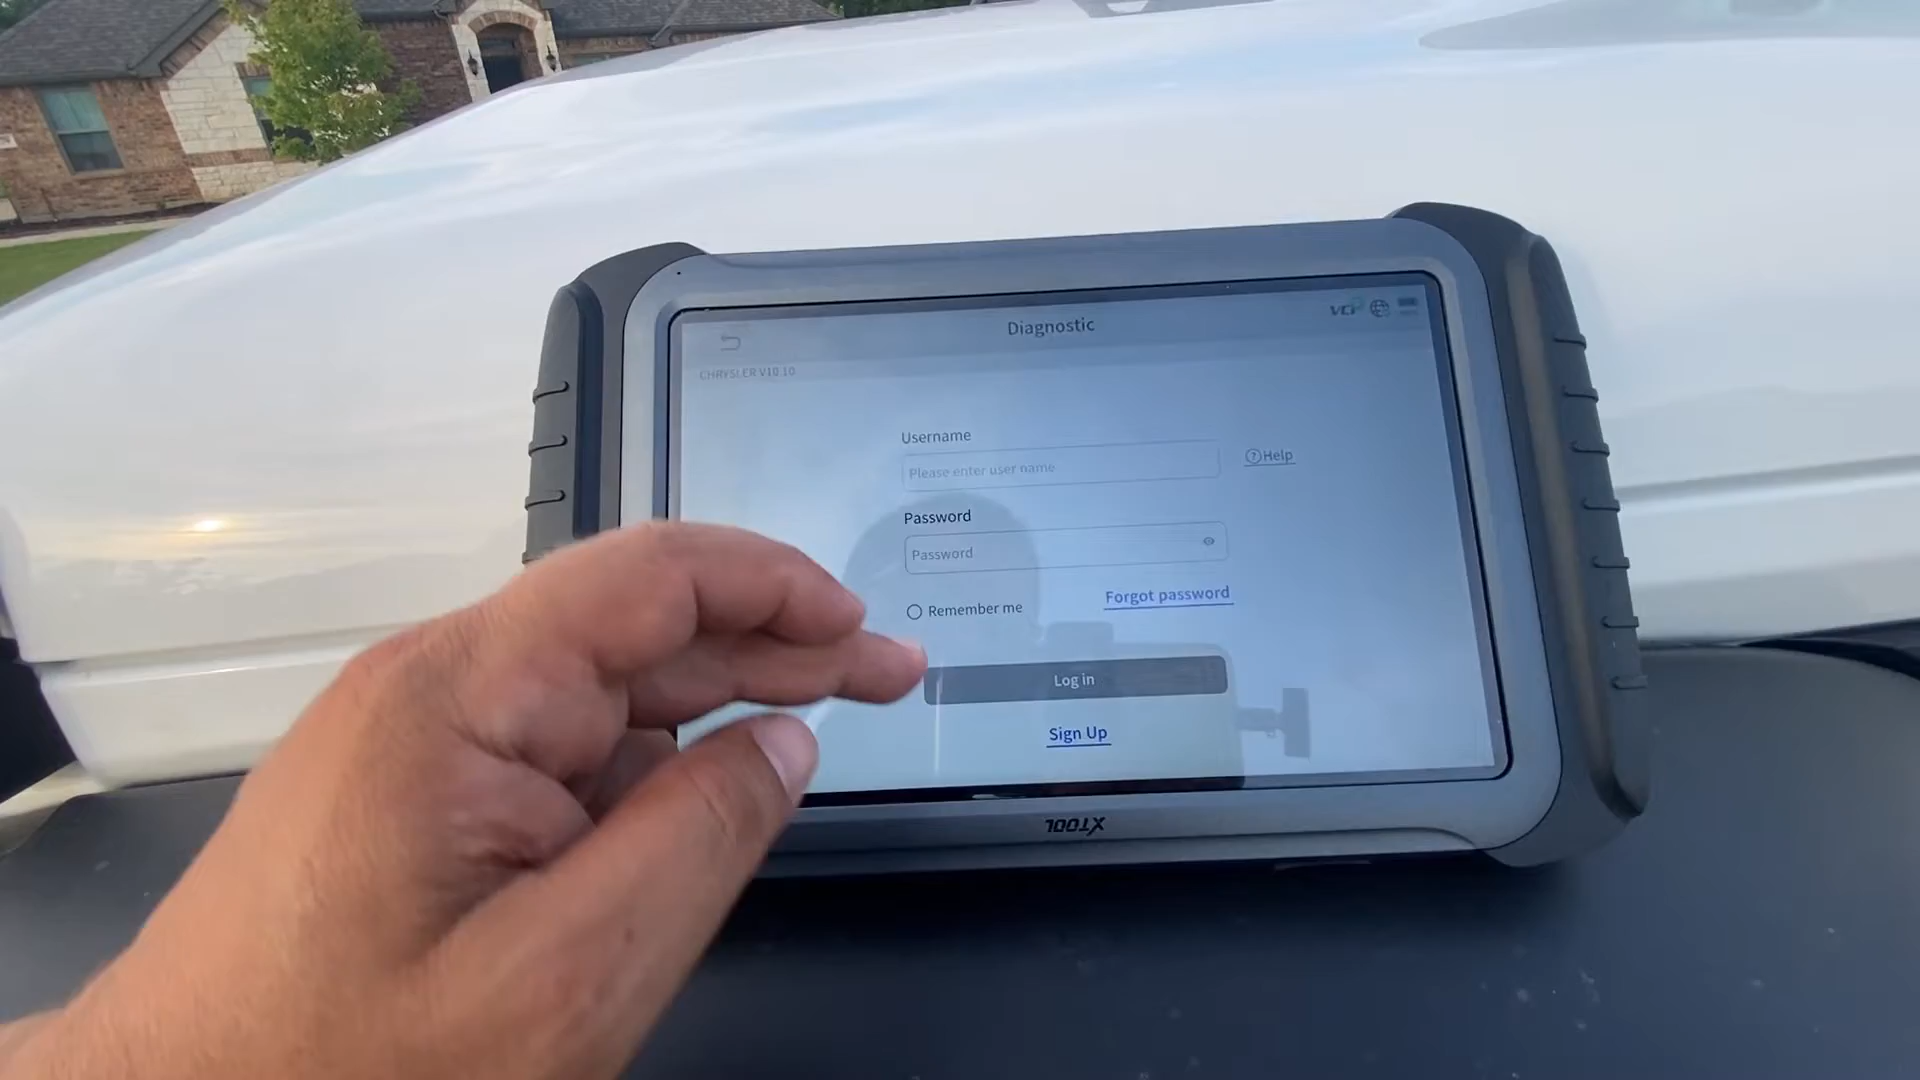 Diagnostic
VCI
CHRYSLER V10.10
Username
Please enter user name
Help
Password
Password
Remember me
Forgot password
Log in
Sign Up
XTOOL